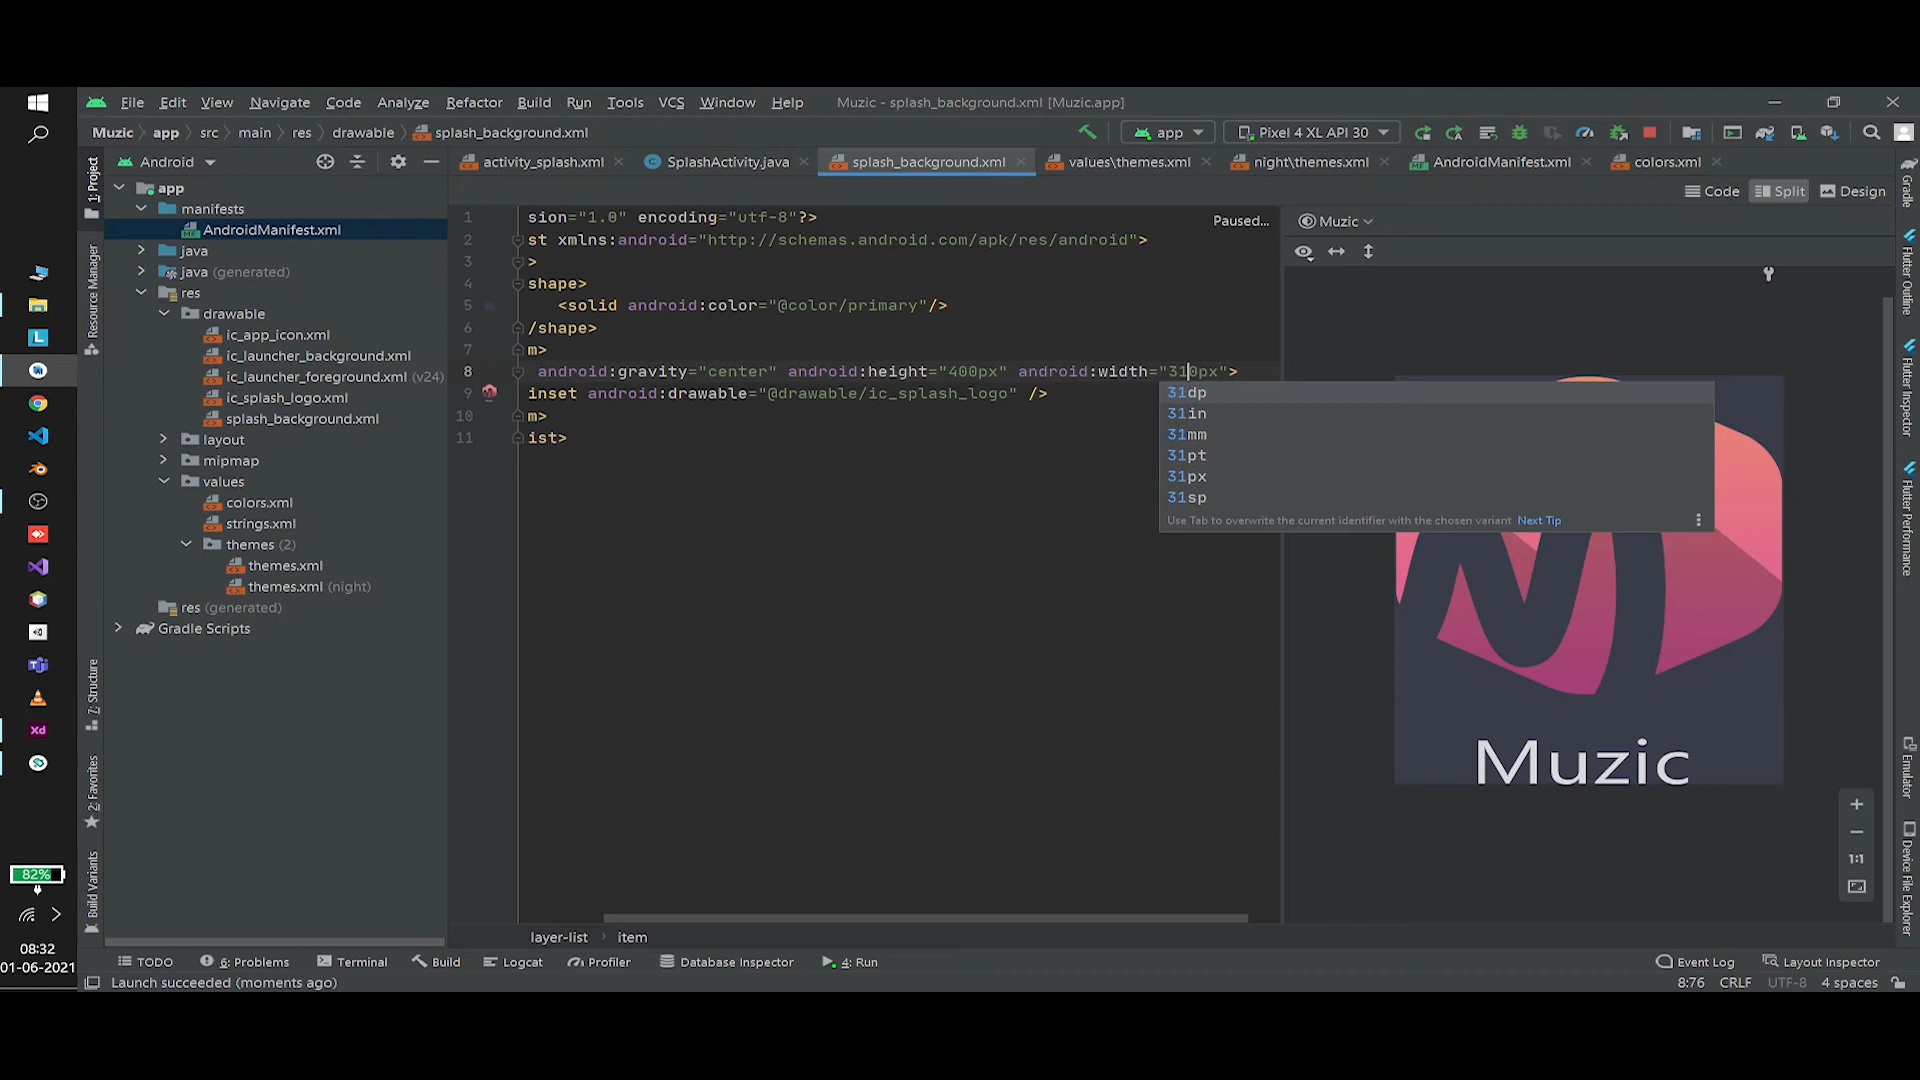 File Edit View Navigate Code Analyze Refactor Build Run Tools VCS Window Help Muzic - splash_background.xml [Muzic.app]
Muzic app src main res drawable splash_background.xml app Pixel 4 XL API 30
Android activity_splash.xml SplashActivity.java splash_background.xml values\themes.xml night\themes.xml AndroidManifest.xml colors.xml
Code Split Design
app
manifests
AndroidManifest.xml
java
java (generated)
res
drawable
ic_app_icon.xml
ic_launcher_background.xml
ic_launcher_foreground.xml (v24)
ic_splash_logo.xml
splash_background.xml
layout
mipmap
values
colors.xml
strings.xml
themes (2)
themes.xml
themes.xml (night)
res (generated)
Gradle Scripts
1 sion="1.0" encoding="utf-8"?>
2 st xmlns:android="http://schemas.android.com/apk/res/android">
3 >
4 shape>
5 <solid android:color="@color/primary"/>
6 /shape>
7 m>
8 android:gravity="center" android:height="400px" android:width="310px">
9 inset android:drawable="@drawable/ic_splash_logo" />
10 m>
11 ist>
Paused...
Muzic
31dp
31in
31mm
31pt
31px
31sp
Use Tab to overwrite the current identifier with the chosen variant Next Tip
Muzic
1:1
layer-list item
TODO 6: Problems Terminal Build Logcat Profiler Database Inspector 4: Run Event Log Layout Inspector
Launch succeeded (moments ago) 8:76 CRLF UTF-8 4 spaces
1: Project
Resource Manager
7: Structure
2: Favorites
Build Variants
Gradle
Flutter Outline
Flutter Inspector
Flutter Performance
Emulator
Device File Explorer
L
Xd
82%
08:32
01-06-2021